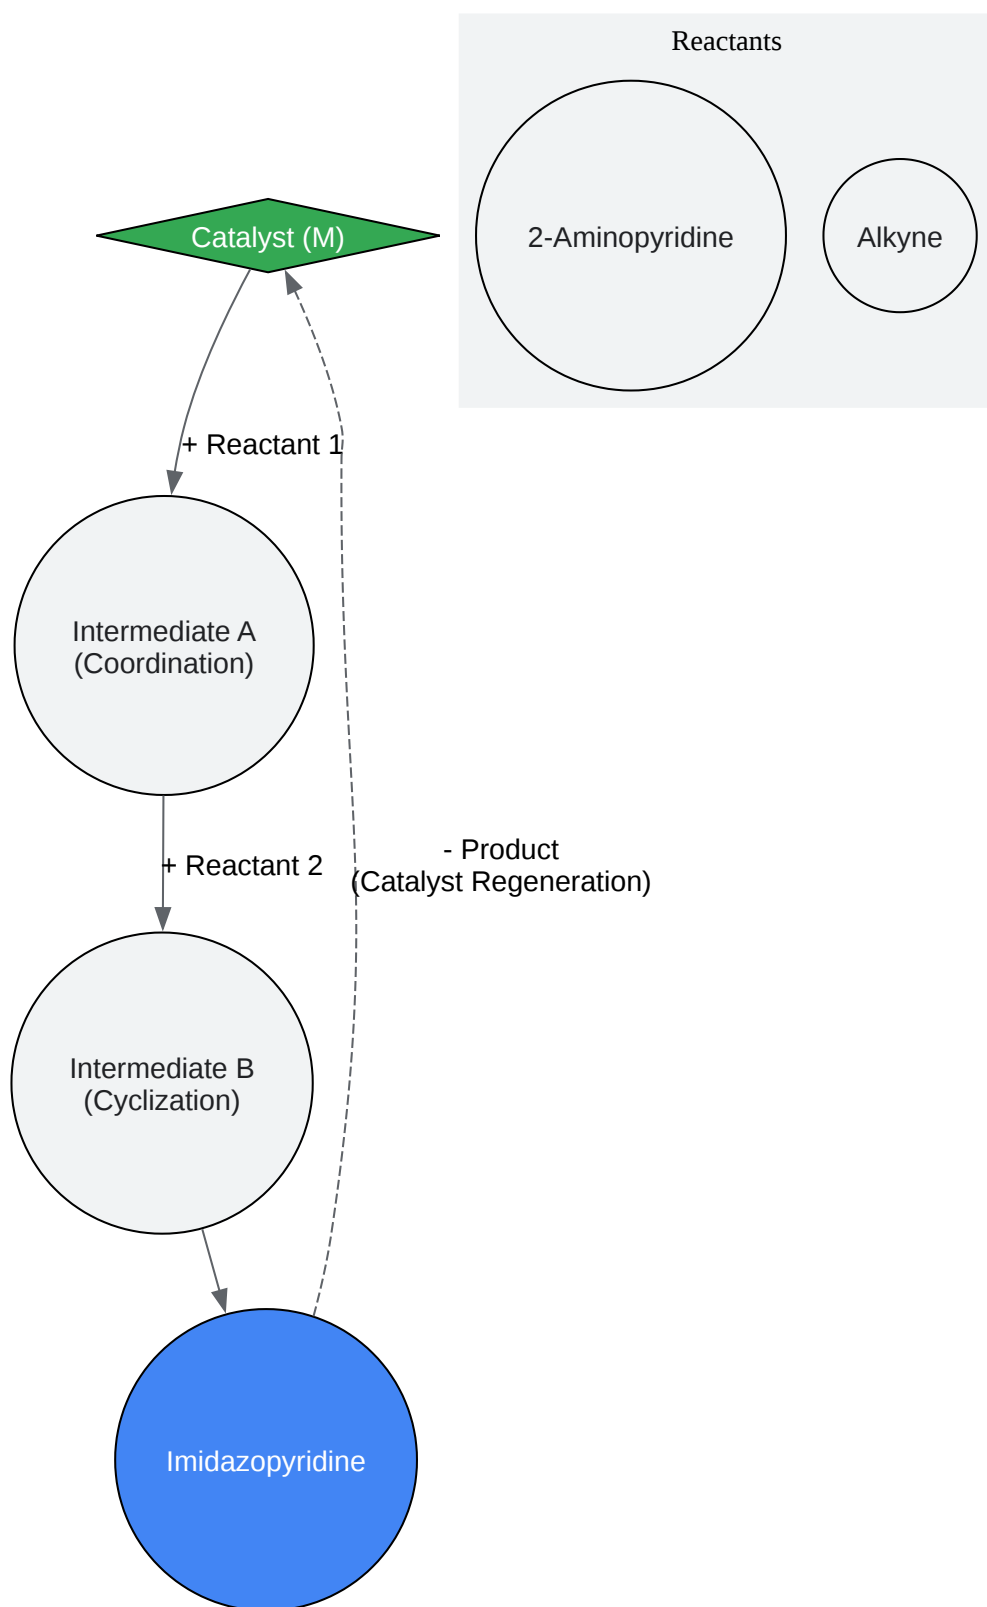 Reactants
Catalyst (M)
2-Aminopyridine
Alkyne
+ Reactant 1
Intermediate A
(Coordination)
+ Reactant 2
- Product
(Catalyst Regeneration)
Intermediate B
(Cyclization)
Imidazopyridine